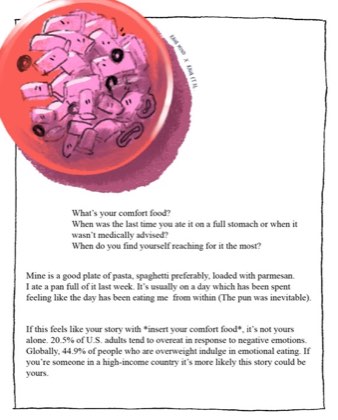 What's your comfort food?
When was the last time you ate it on a full stomach or when it
wasn't medically advised?
When do you find yourself reaching for it the most?
Mine is a good plate of pasta, spaghetti preferably, loaded with parmesan.
I ate a pan full of it last week. It's usually on a day which has been spent
feeling like the day has been eating me from within (The pun was inevitable).
If this feels like your story with *insert your comfort food*, it's not yours
alone. 20.5% of U.S. adults tend to overeat in response to negative emotions.
Globally, 44.9% of people who are overweight indulge in emotional eating. If
you're someone in a high-income country it's more likely this story could be
yours.